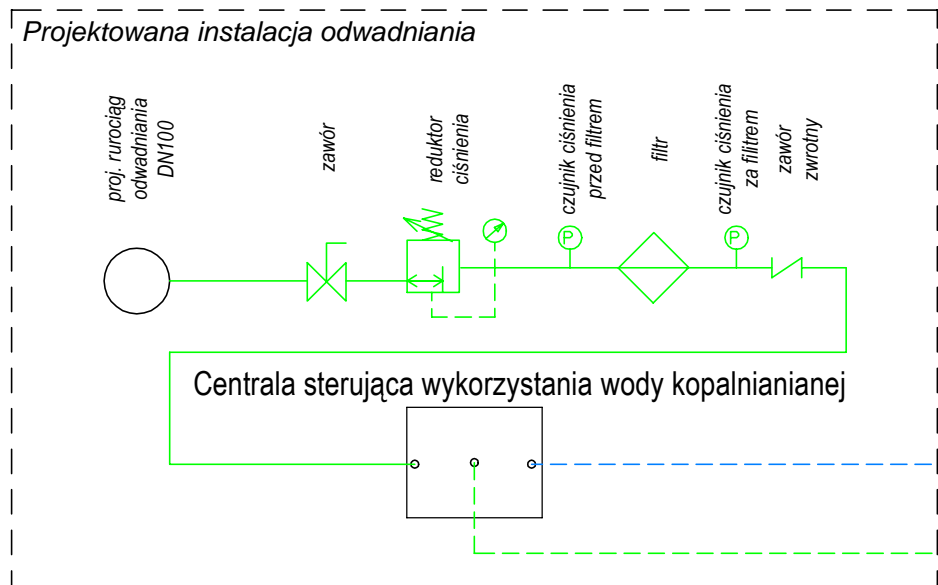 Projektowana instalacja odwadniania
proj. rurociąg
odwadniania
DN100
zawór
reduktor
ciśnienia
czujnik ciśnienia
przed filtrem
filtr
czujnik ciśnienia
za filitrem
zawór
zwrotny
P
P
Centrala sterująca wykorzystania wody kopalnianianej